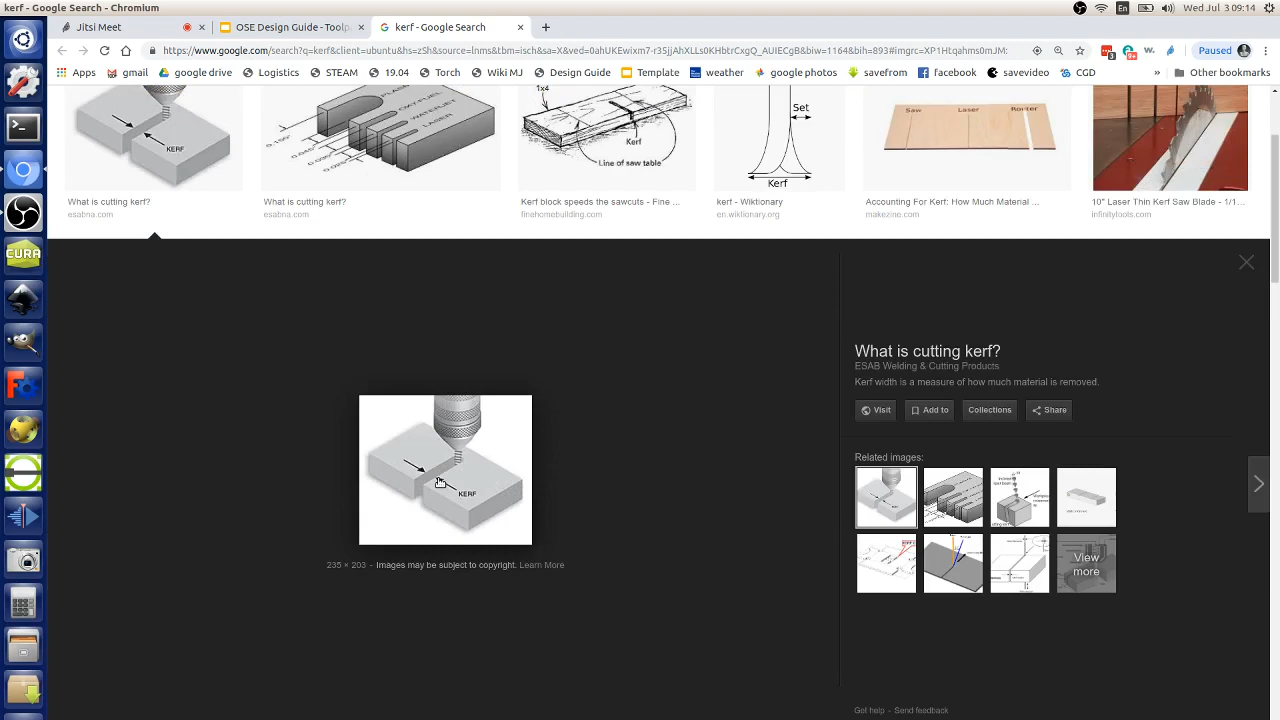 kerf - Google Search - Chromium
En
Wed Jul 3 09:14
Jitsi Meet
OSE Design Guide - Toolp
kerf - Google Search
https://www.google.com/search?q=kerf&client=ubuntu&hs=zSh&source=lnms&tbm=isch&sa=X&ved=0ahUKEwixm7-r35jjAhXLLs0KHbrcDxgQ_AUIECgB&biw=1164&bih=893#imgrc=XP1Htqahms0mJM:
3
9+
w.
Paused
Apps
gmail
google drive
Logistics
STEAM
19.04
Torch
Wiki MJ
Design Guide
Template
weather
google photos
savefrom
facebook
savevideo
CGD
»
Other bookmarks
KERF
1x4
Kerf
Line of saw table
Set
Kerf
Saw
Laser
Router
What is cutting kerf?
esabna.com
What is cutting kerf?
esabna.com
Kerf block speeds the sawcuts - Fine ...
finehomebuilding.com
kerf - Wiktionary
en.wiktionary.org
Accounting For Kerf: How Much Material ...
makezine.com
10" Laser Thin Kerf Saw Blade - 1/1...
infinitytools.com
CURA
KERF
235 × 203 - Images may be subject to copyright. Learn More
What is cutting kerf?
ESAB Welding & Cutting Products
Kerf width is a measure of how much material is removed.
Visit
Add to
Collections
Share
Related images:
View
more
Get help - Send feedback